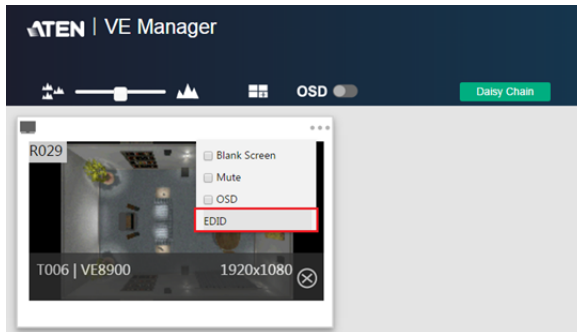 ATEN | VE Manager
OSD
Daisy Chain
R029
Blank Screen
Mute
OSD
EDID
T006 | VE8900 1920x1080